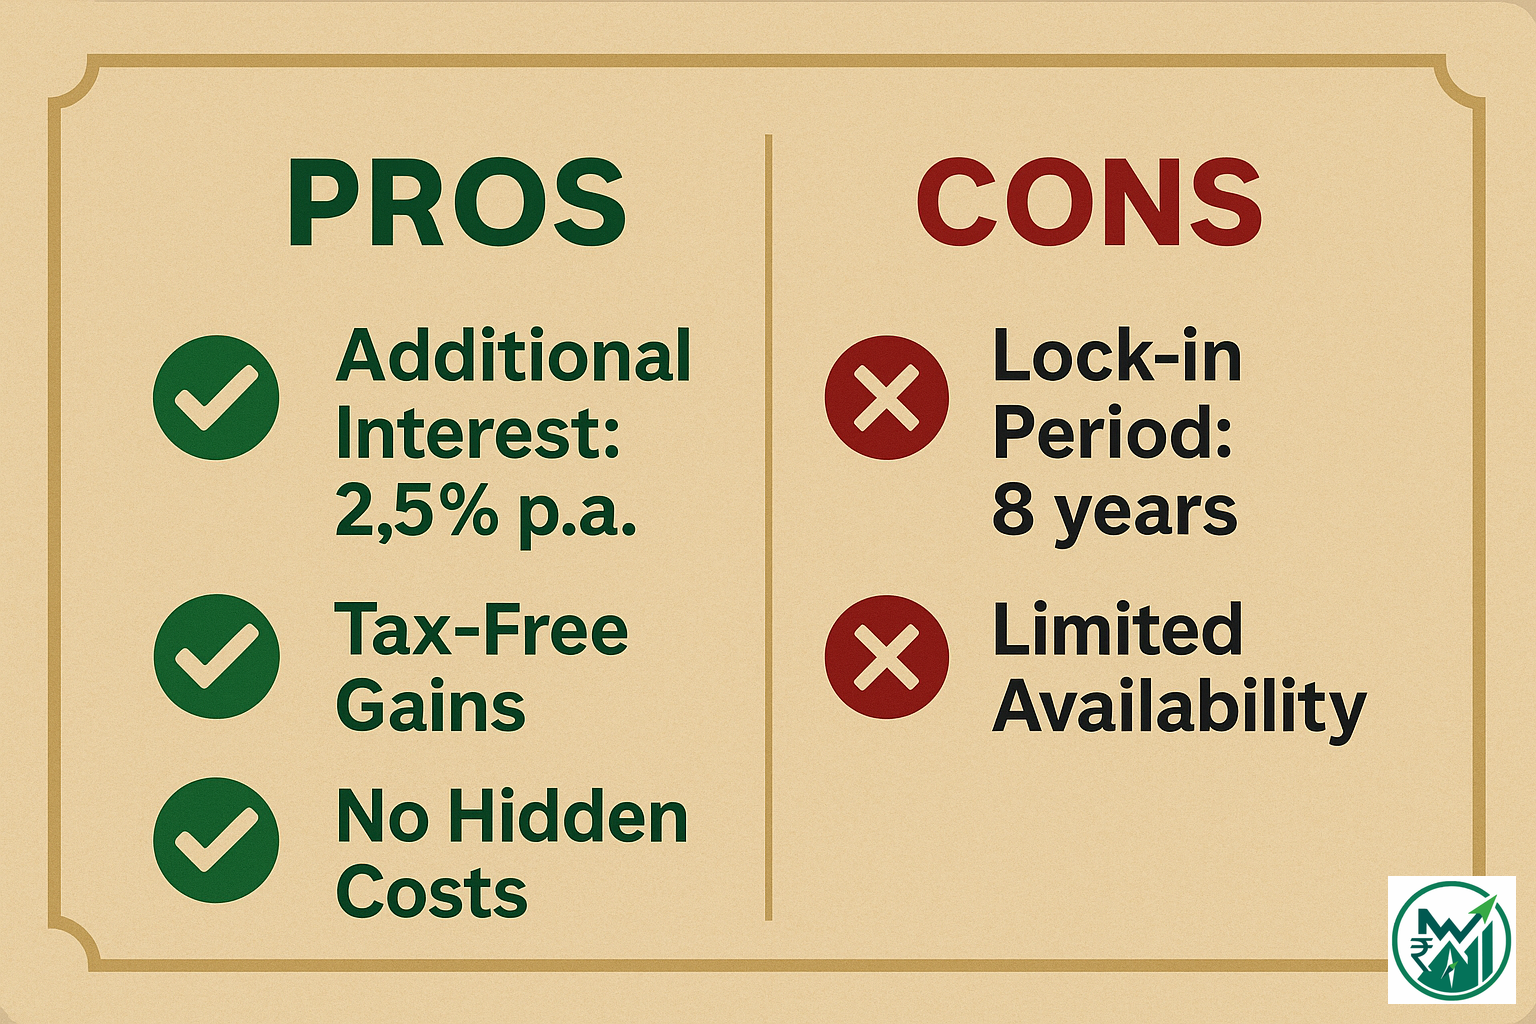 PROS
Additional
Interest:
2,5% p.a.
Tax-Free
Gains
No Hidden
Costs
CONS
Lock-in
Period:
8 years
Limited
Availability
₹